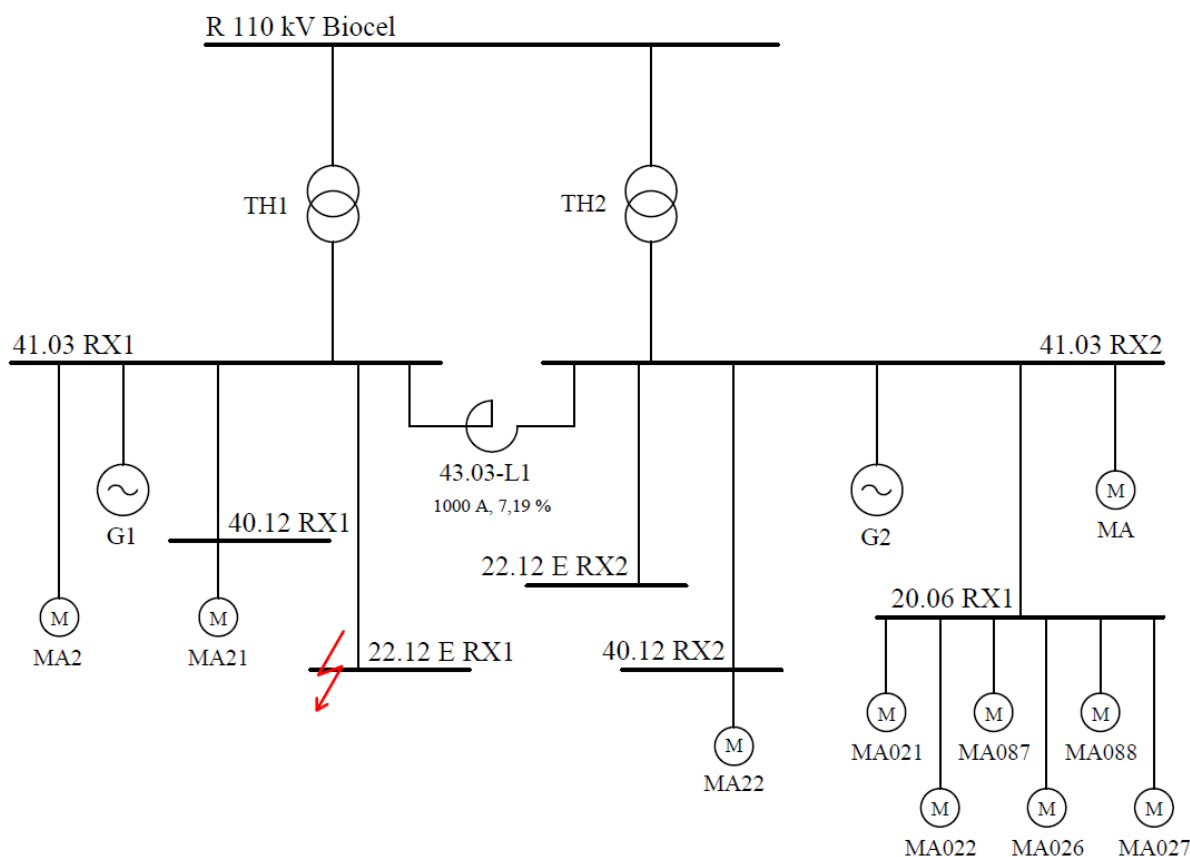 R 110 kV Biocel
TH1
TH2
41.03 RX1
41.03 RX2
43.03-L1
1000 A, 7,19 %
G1
40.12 RX1
G2
M
MA
22.12 E RX2
20.06 RX1
M
MA2
M
MA21
22.12 E RX1
40.12 RX2
M
MA22
M
MA021
M
MA087
M
MA088
M
MA022
M
MA026
M
MA027